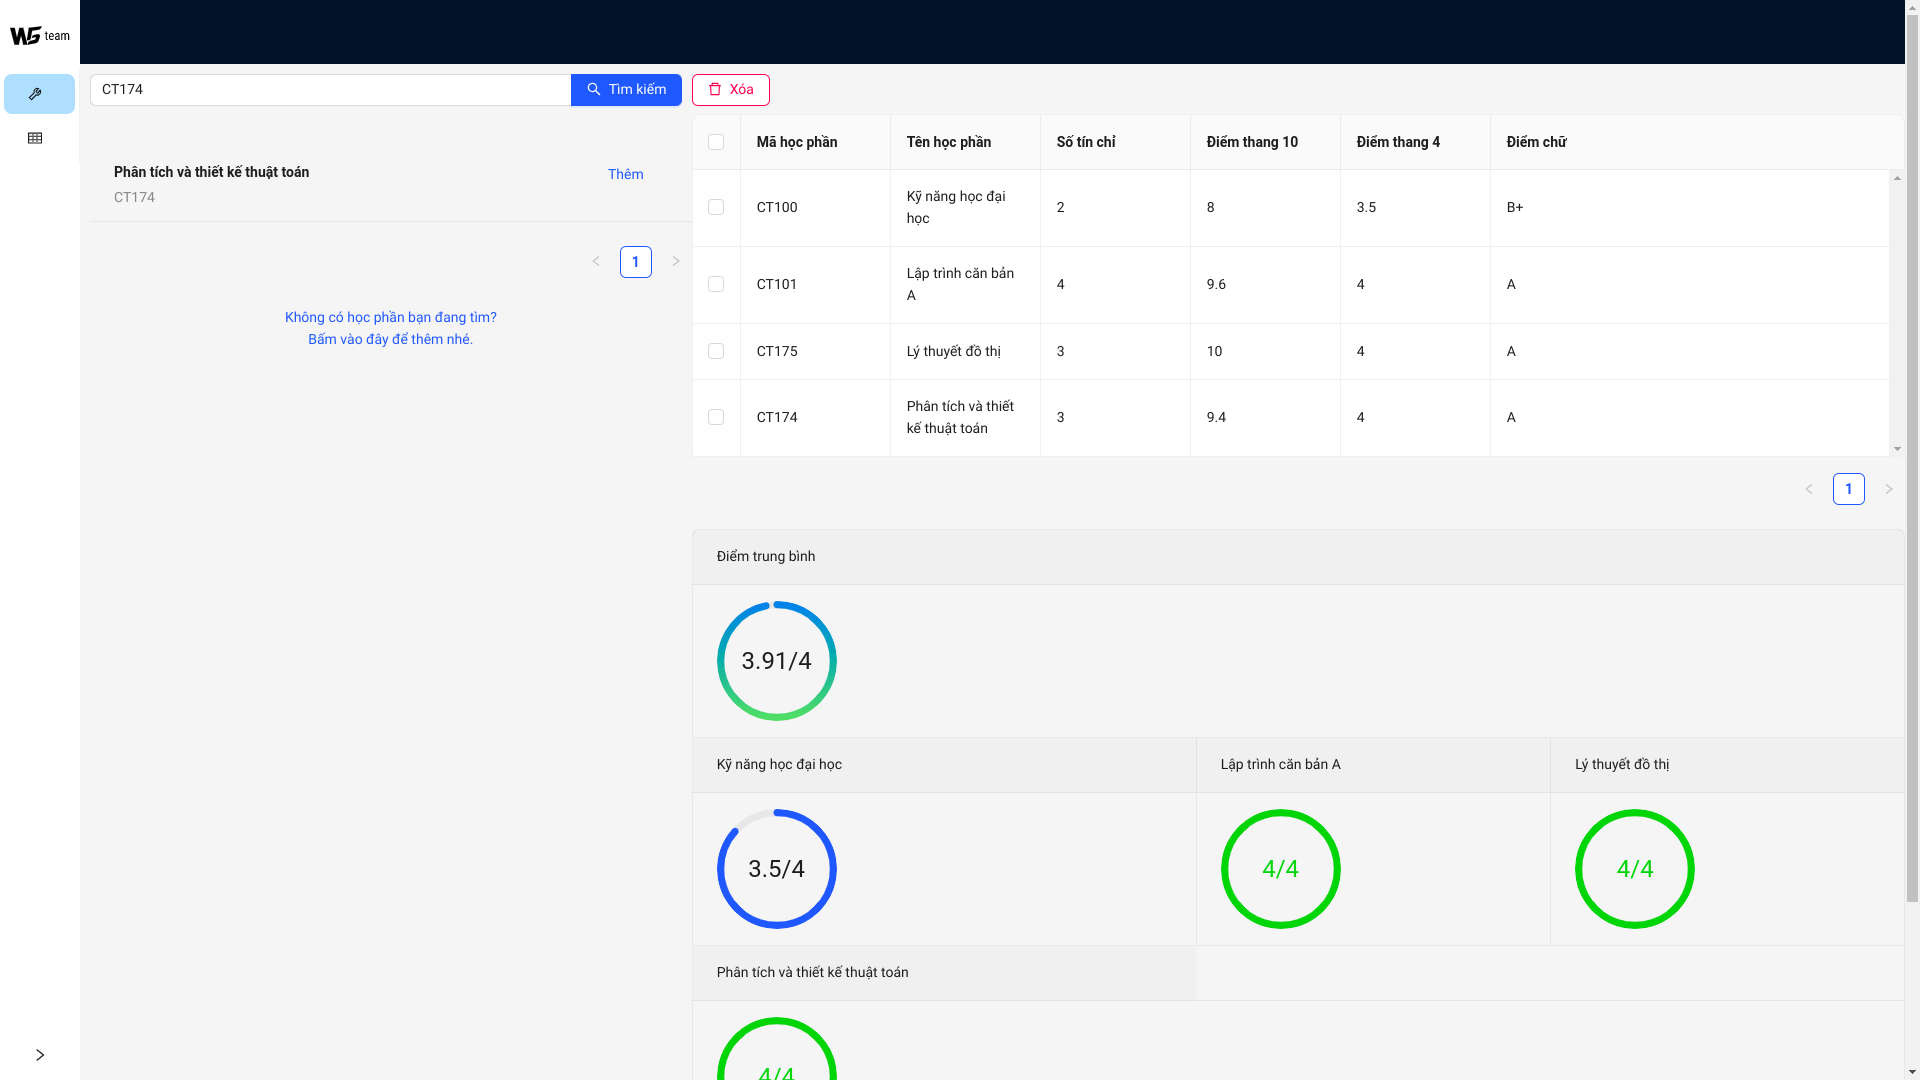 WG team
CT174
Tìm kiếm
Xóa
Phân tích và thiết kế thuật toán
CT174
Thêm
1
Không có học phần bạn đang tìm?
Bấm vào đây để thêm nhé.
Mã học phần Tên học phần Số tín chỉ Điểm thang 10 Điểm thang 4 Điểm chữ
CT100 Kỹ năng học đại 2 8 3.5 B+
học
CT101 Lập trình căn bản 4 9.6 4 A
A
CT175 Lý thuyết đồ thị 3 10 4 A
CT174 Phân tích và thiết 3 9.4 4 A
kế thuật toán
1
Điểm trung bình
3.91/4
Kỹ năng học đại học Lập trình căn bản A Lý thuyết đồ thị
3.5/4 4/4 4/4
Phân tích và thiết kế thuật toán
4/4